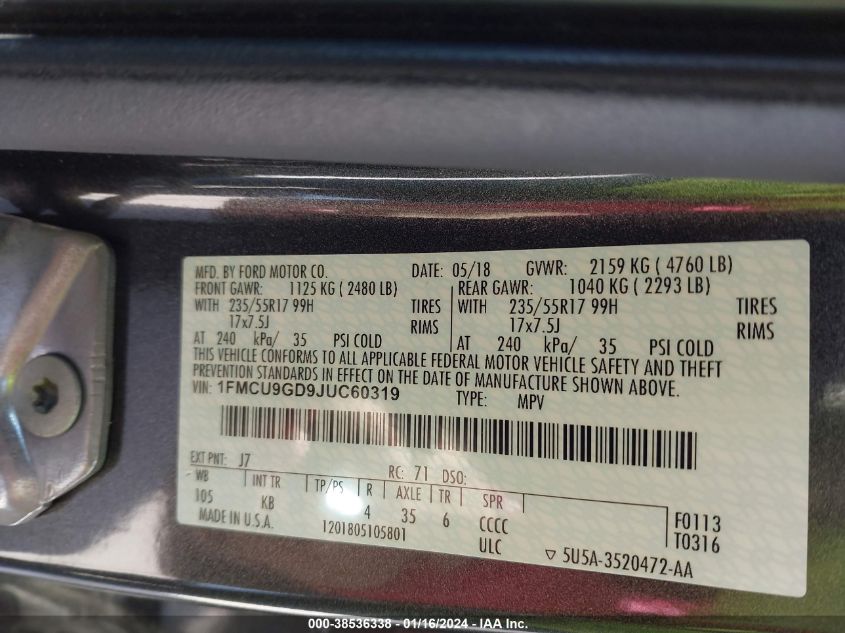 MFD. BY FORD MOTOR CO. DATE: 05/18 GVWR: 2159 KG ( 4760 LB)
FRONT GAWR: 1125 KG ( 2480 LB) REAR GAWR: 1040 KG ( 2293 LB)
WITH 235/55R17 99H TIRES WITH 235/55R17 99H TIRES
17x7.5J RIMS 17x7.5J RIMS
AT 240 kPa/ 35 PSI COLD AT 240 kPa/ 35 PSI COLD
THIS VEHICLE CONFORMS TO ALL APPLICABLE FEDERAL MOTOR VEHICLE SAFETY AND THEFT
PREVENTION STANDARDS IN EFFECT ON THE DATE OF MANUFACTURE SHOWN ABOVE.
VIN: 1FMCU9GD9JUC60319 TYPE: MPV
EXT PNT: J7 RC: 71 DSO:
WB INT TR TP/PS R AXLE TR SPR
105 KB 4 35 6 CCCC F0113
MADE IN U.S.A. 1201805105801 ULC T0316
▽ 5U5A-3520472-AA
000-38536338 - 01/16/2024 - IAA Inc.